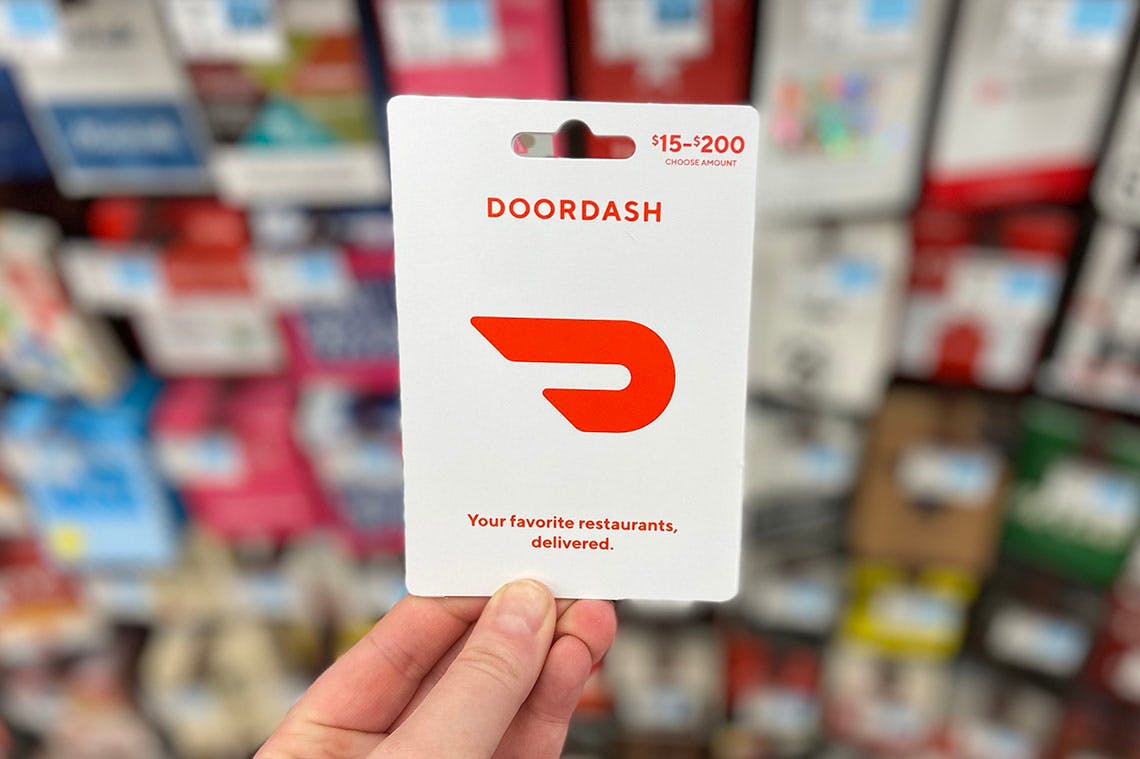 $15-$200
CHOOSE AMOUNT
DOORDASH
Your favorite restaurants,
delivered.